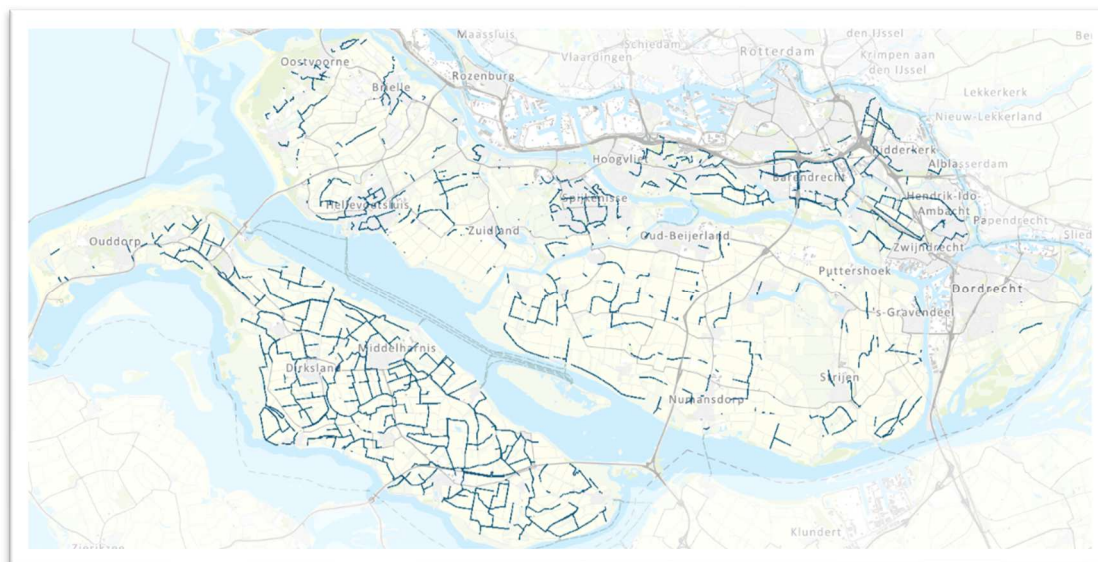 Maassluis
den IJssel
Schiedam
Rotterdam
Krimpen aan
den IJssel
Vlaardingen
Oostvoorne
Rozenburg
Brielle
Lekkerkerk
Nieuw-Lekkerland
Hoogvliet
Ridderkerk
Alblasserdam
Barendrecht
Hellevoetsluis
Spijkenisse
Hendrik-Ido-
Ambacht
Papendrecht
Ouddorp
Zuidland
Oud-Beijerland
Zwijndrecht
Puttershoek
Dordrecht
's-Gravendeel
Middelharnis
Dirksland
Strijen
Numansdorp
Klundert